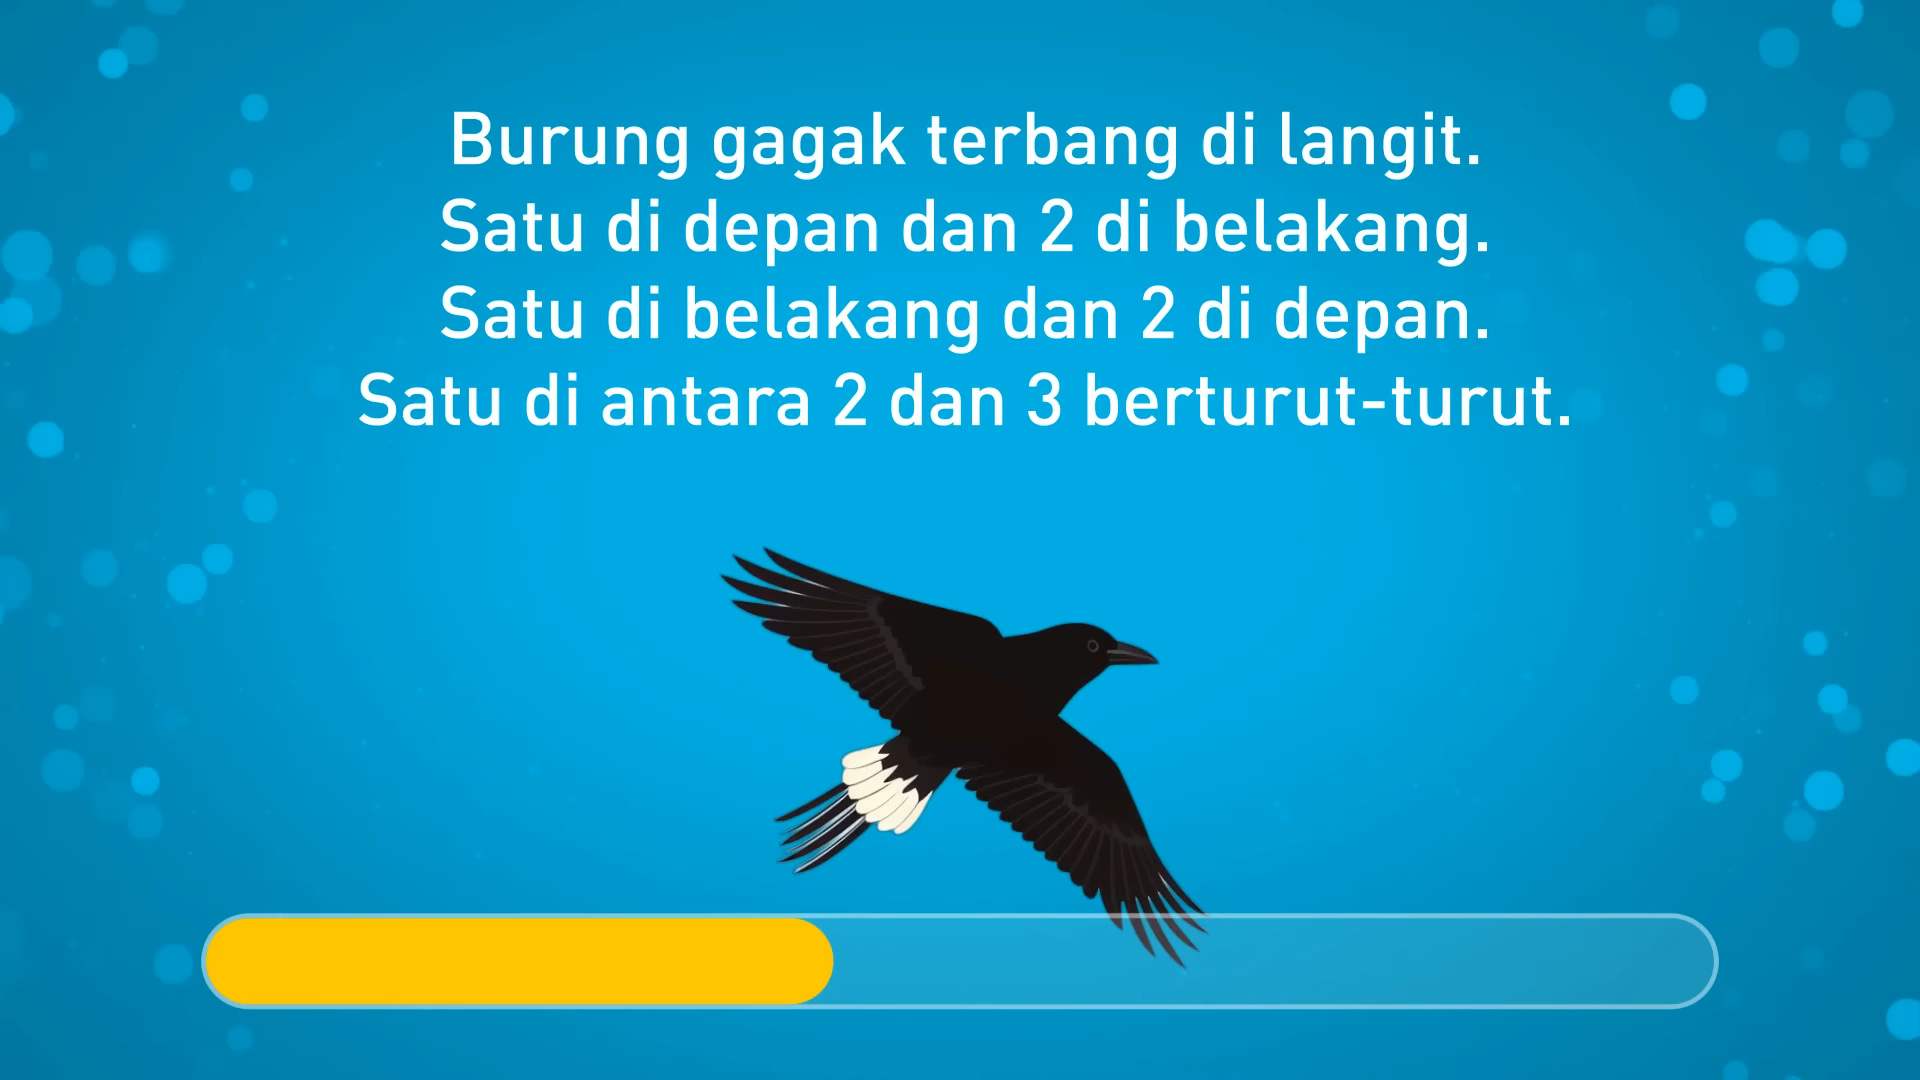 Burung gagak terbang di langit.
Satu di depan dan 2 di belakang.
Satu di belakang dan 2 di depan.
Satu di antara 2 dan 3 berturut-turut.